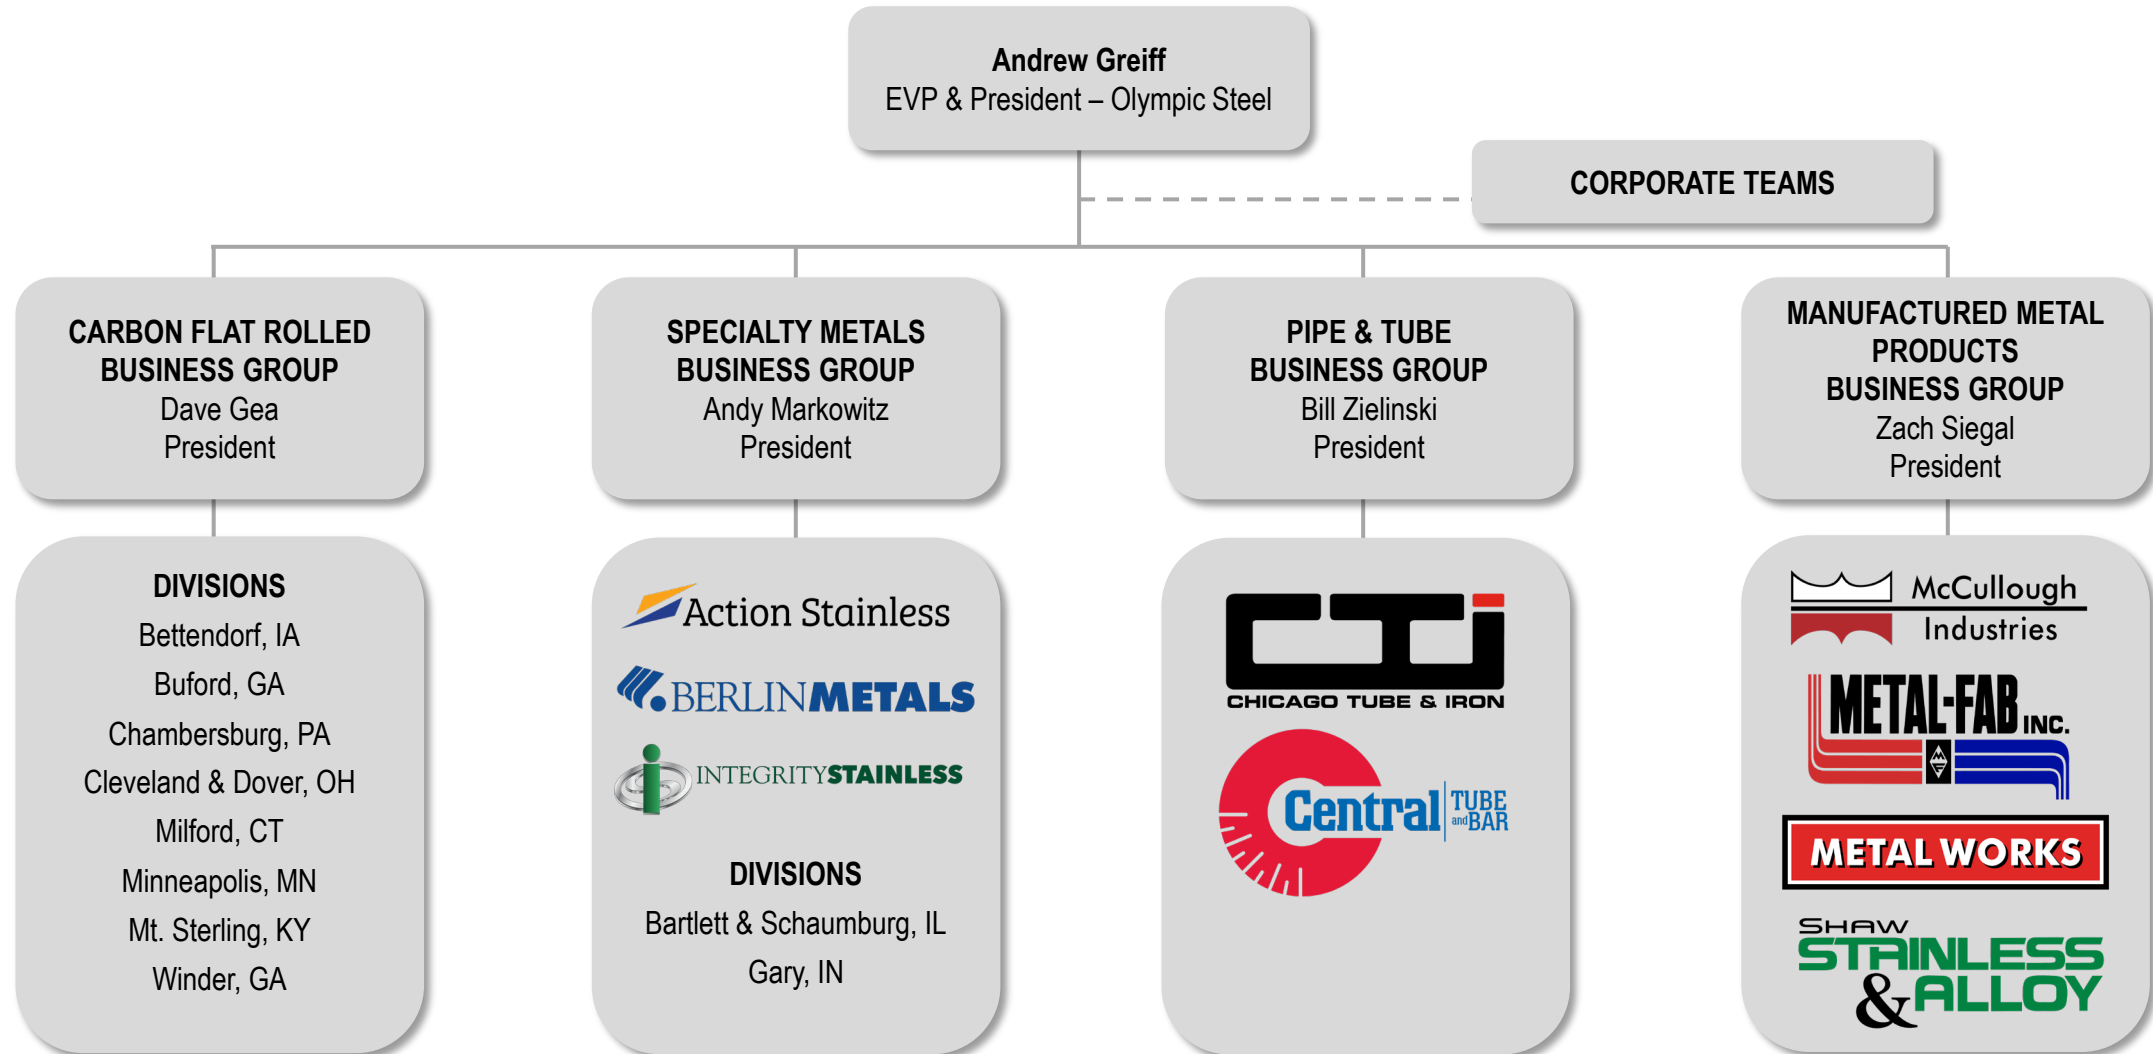 Andrew Greiff
EVP & President – Olympic Steel
CORPORATE TEAMS
CARBON FLAT ROLLED
BUSINESS GROUP
Dave Gea
President
SPECIALTY METALS
BUSINESS GROUP
Andy Markowitz
President
PIPE & TUBE
BUSINESS GROUP
Bill Zielinski
President
MANUFACTURED METAL
PRODUCTS
BUSINESS GROUP
Zach Siegal
President
DIVISIONS
Bettendorf, IA
Buford, GA
Chambersburg, PA
Cleveland & Dover, OH
Milford, CT
Minneapolis, MN
Mt. Sterling, KY
Winder, GA
Action Stainless
BERLINMETALS
INTEGRITYSTAINLESS
DIVISIONS
Bartlett & Schaumburg, IL
Gary, IN
CTi
CHICAGO TUBE & IRON
Central TUBE
and BAR
McCullough
Industries
METAL-FAB INC.
METAL WORKS
SHAW
STAINLESS
& ALLOY